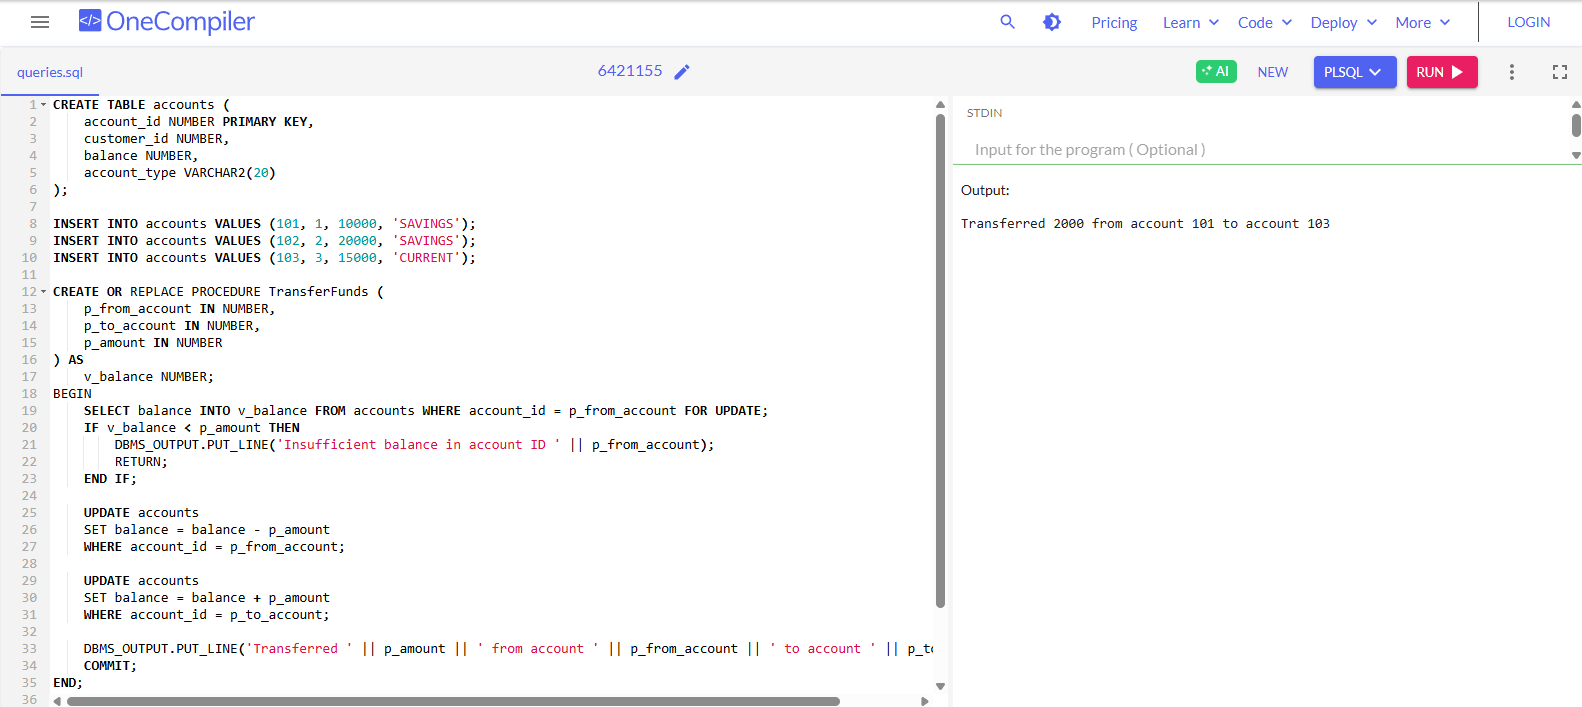 </> OneCompiler
Pricing Learn Code Deploy More LOGIN
queries.sql
6421155
AI NEW PLSQL RUN
1 CREATE TABLE accounts (
2     account_id NUMBER PRIMARY KEY,
3     customer_id NUMBER,
4     balance NUMBER,
5     account_type VARCHAR2(20)
6 );
7
8 INSERT INTO accounts VALUES (101, 1, 10000, 'SAVINGS');
9 INSERT INTO accounts VALUES (102, 2, 20000, 'SAVINGS');
10 INSERT INTO accounts VALUES (103, 3, 15000, 'CURRENT');
11
12 CREATE OR REPLACE PROCEDURE TransferFunds (
13     p_from_account IN NUMBER,
14     p_to_account IN NUMBER,
15     p_amount IN NUMBER
16 ) AS
17     v_balance NUMBER;
18 BEGIN
19     SELECT balance INTO v_balance FROM accounts WHERE account_id = p_from_account FOR UPDATE;
20     IF v_balance < p_amount THEN
21         DBMS_OUTPUT.PUT_LINE('Insufficient balance in account ID ' || p_from_account);
22         RETURN;
23     END IF;
24
25     UPDATE accounts
26     SET balance = balance - p_amount
27     WHERE account_id = p_from_account;
28
29     UPDATE accounts
30     SET balance = balance + p_amount
31     WHERE account_id = p_to_account;
32
33     DBMS_OUTPUT.PUT_LINE('Transferred ' || p_amount || ' from account ' || p_from_account || ' to account ' ||
34     COMMIT;
35 END;
36
STDIN
Input for the program ( Optional )
Output:
Transferred 2000 from account 101 to account 103